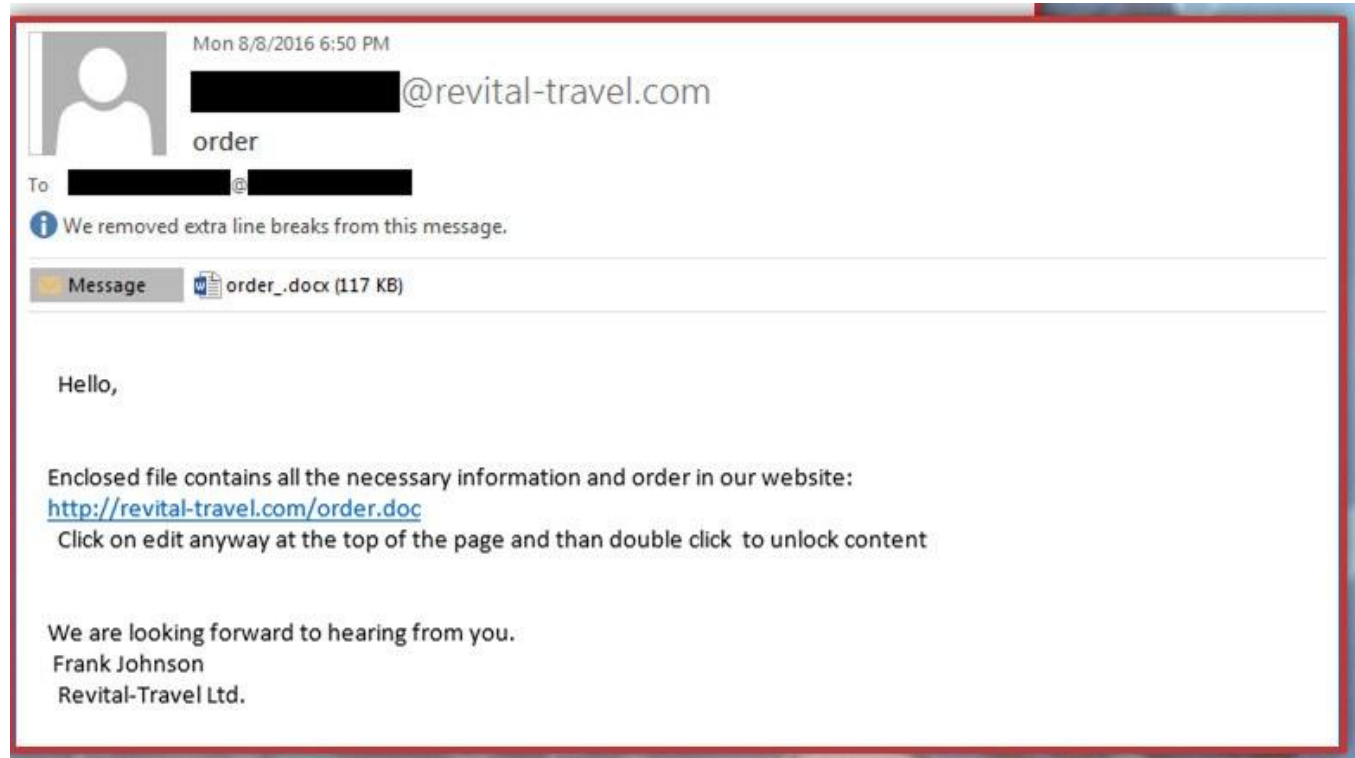 Mon 8/8/2016 6:50 PM
@revital-travel.com
order
To @
We removed extra line breaks from this message.
Message order_.docx (117 KB)
Hello,
Enclosed file contains all the necessary information and order in our website:
http://revital-travel.com/order.doc
Click on edit anyway at the top of the page and than double click to unlock content
We are looking forward to hearing from you.
Frank Johnson
Revital-Travel Ltd.